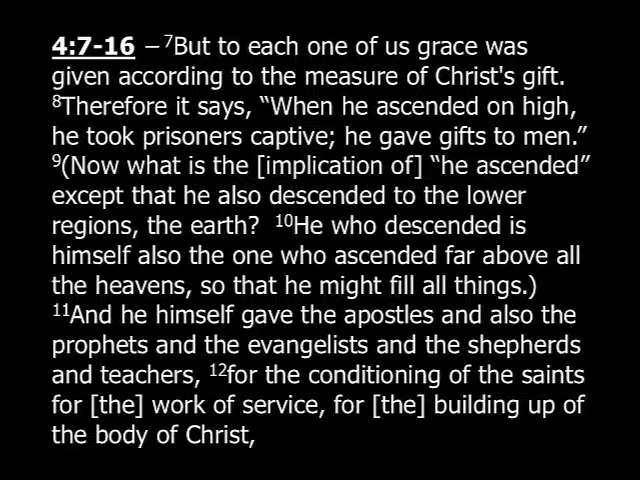 4:7-16 – 7But to each one of us grace was
given according to the measure of Christ's gift.
8Therefore it says, “When he ascended on high,
he took prisoners captive; he gave gifts to men.”
9(Now what is the [implication of] “he ascended”
except that he also descended to the lower
regions, the earth?  10He who descended is
himself also the one who ascended far above all
the heavens, so that he might fill all things.)
11And he himself gave the apostles and also the
prophets and the evangelists and the shepherds
and teachers, 12for the conditioning of the saints
for [the] work of service, for [the] building up of
the body of Christ,